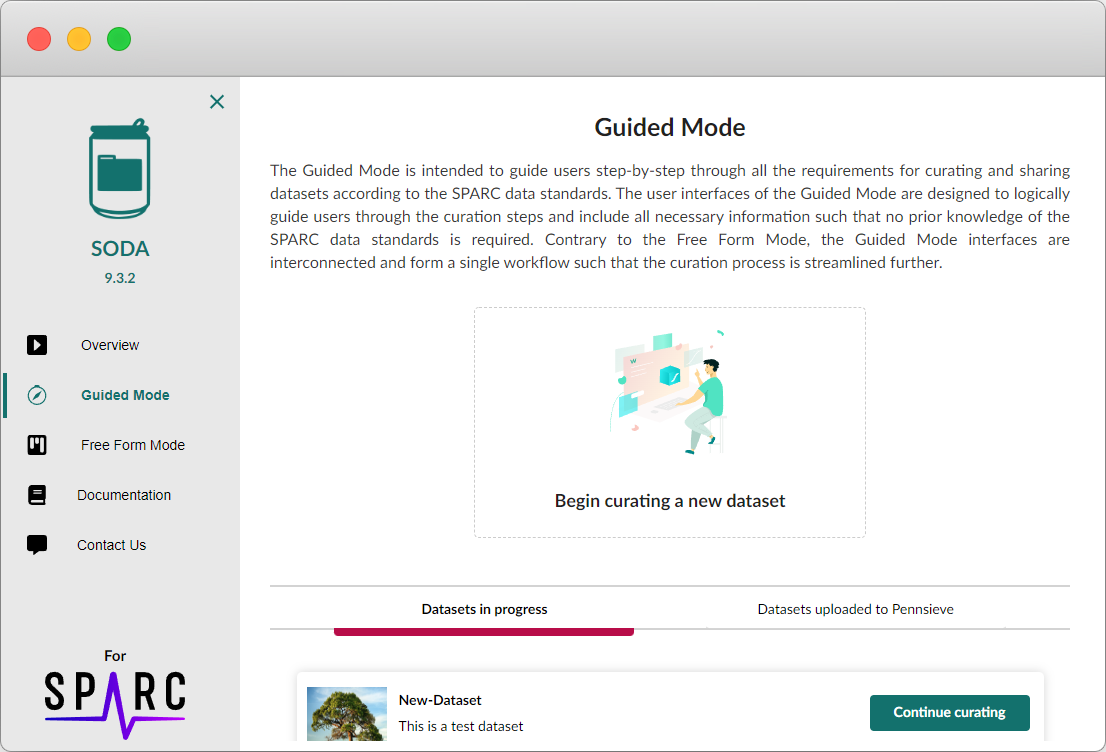 SODA
9.3.2
Overview
Guided Mode
Free Form Mode
Documentation
Contact Us
For
SPARC
Guided Mode
The Guided Mode is intended to guide users step-by-step through all the requirements for curating and sharing
datasets according to the SPARC data standards. The user interfaces of the Guided Mode are designed to logically
guide users through the curation steps and include all necessary information such that no prior knowledge of the
SPARC data standards is required. Contrary to the Free Form Mode, the Guided Mode interfaces are
interconnected and form a single workflow such that the curation process is streamlined further.
Begin curating a new dataset
Datasets in progress
Datasets uploaded to Pennsieve
New-Dataset
This is a test dataset
Continue curating